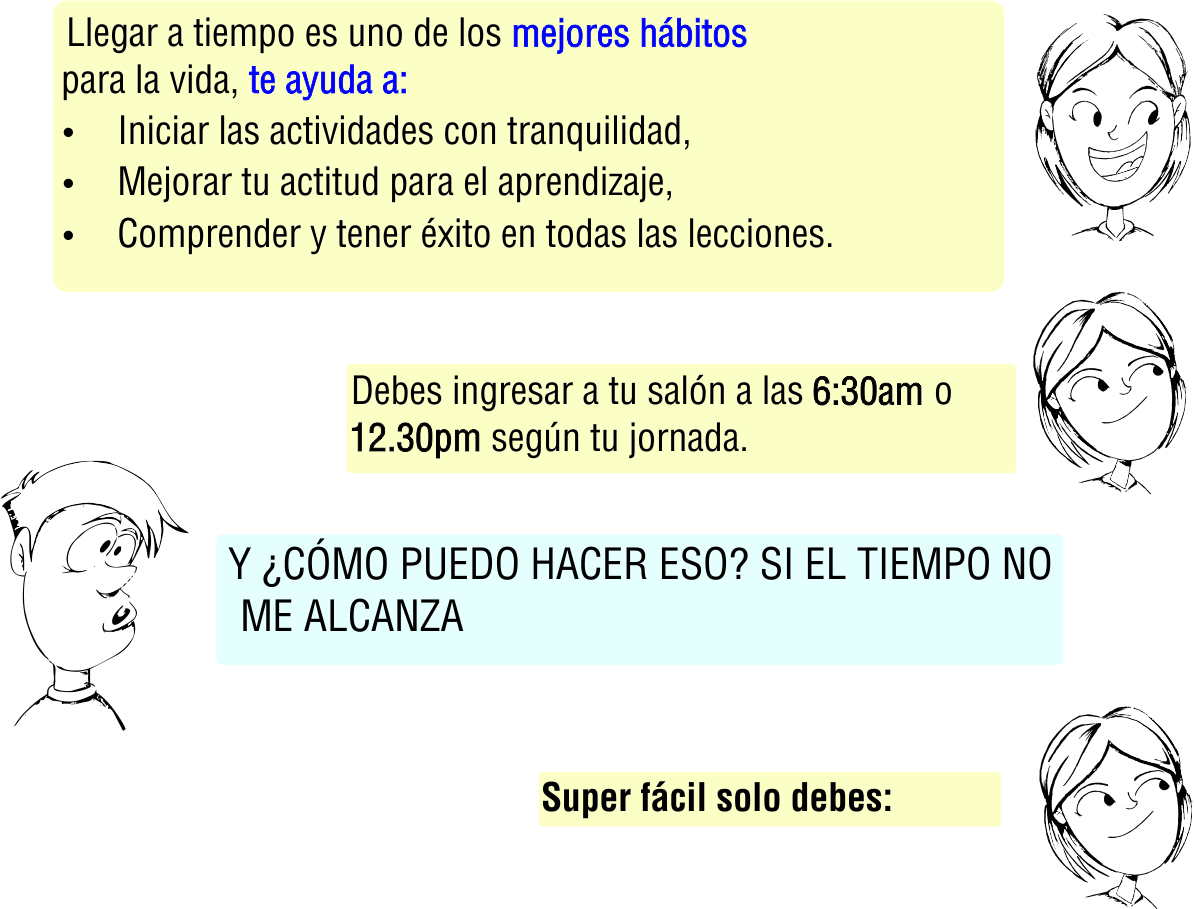 Llegar a tiempo es uno de los mejores hábitos
para la vida, te ayuda a:
• Iniciar las actividades con tranquilidad,
• Mejorar tu actitud para el aprendizaje,
• Comprender y tener éxito en todas las lecciones.
Debes ingresar a tu salón a las 6:30am o
12.30pm según tu jornada.
Y ¿CÓMO PUEDO HACER ESO? SI EL TIEMPO NO
ME ALCANZA
Super fácil solo debes: